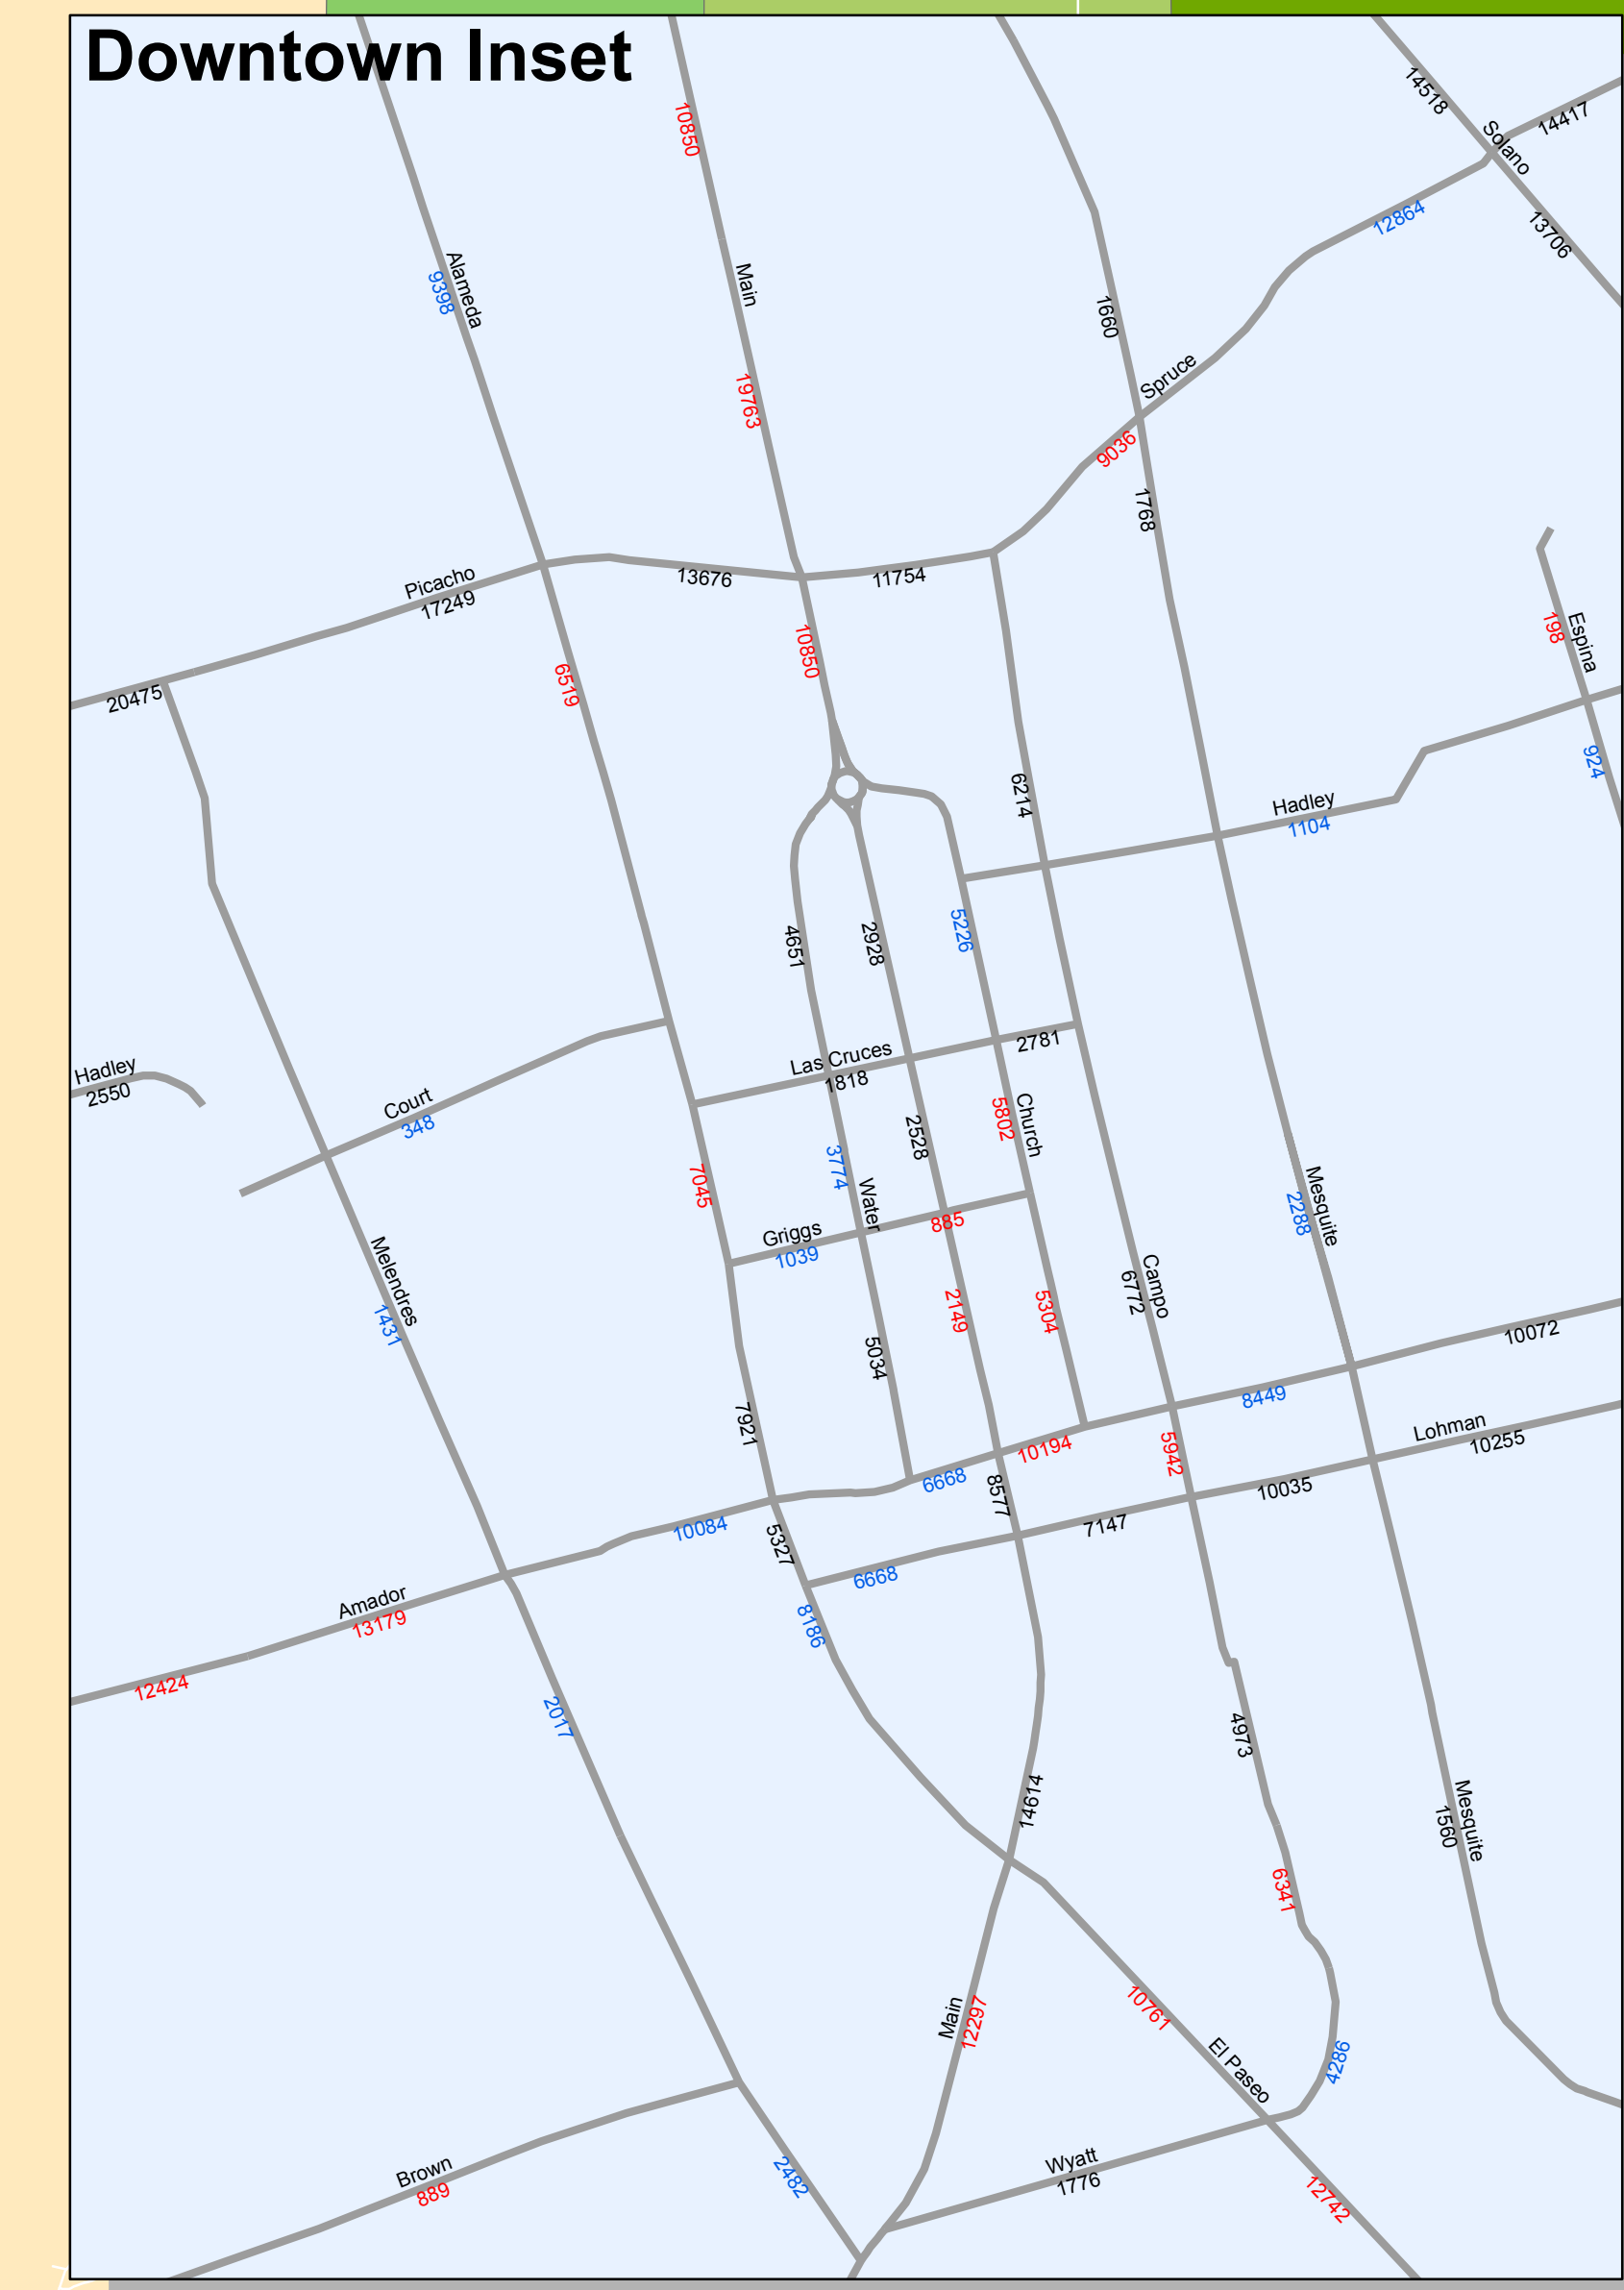 Downtown Inset
14518
14417
10850
Solano
12864
13706
Alameda
9398
Main
1660
19763
Spruce
9036
1768
Picacho
17249
13676
11754
198
Espina
10850
6519
20475
924
6214
Hadley
1104
4651
2928
5226
Hadley
2550
Las Cruces
1818
2781
Court
348
5802
Church
2528
3774
7045
Water
Mesquite
2288
Griggs
1039
885
Melendres
1431
2149
5304
Campo
6772
10072
5034
8449
7921
Lohman
10255
10194
5942
6668
8577
10035
10084
5327
7147
6668
Amador
13179
8186
12424
2017
4973
14614
Mesquite
1560
6341
Main
12297
10761
El Paseo
4286
Brown
889
2482
Wyatt
1776
12742